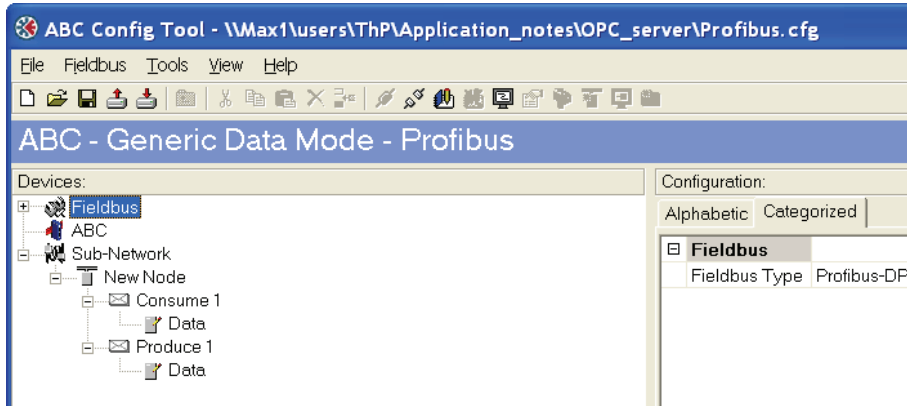 ABC Config Tool - \\Max1\users\ThP\Application_notes\OPC_server\Profibus.cfg
File Fieldbus Tools View Help
ABC - Generic Data Mode - Profibus
Devices:
Fieldbus
ABC
Sub-Network
New Node
Consume 1
Data
Produce 1
Data
Configuration:
Alphabetic Categorized
Fieldbus
Fieldbus Type Profibus-DP